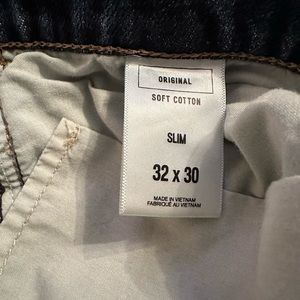 ORIGINAL
SOFT COTTON
SLIM
32 x 30
MADE IN VIETNAM
FABRIQUÉ AU VIETNAM